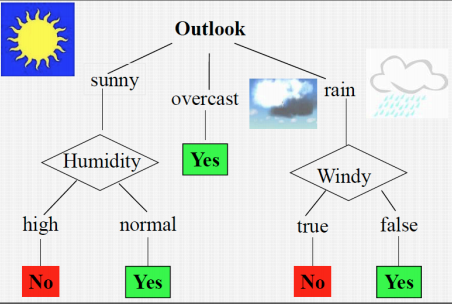 Outlook
sunny
overcast
rain
Humidity
Yes
Windy
high
normal
true
false
No
Yes
No
Yes